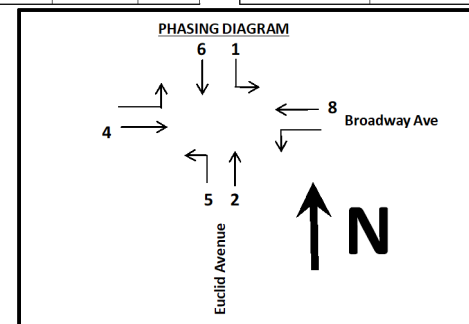 PHASING DIAGRAM
6 1
8
Broadway Ave
4
5 2
N
Euclid Avenue